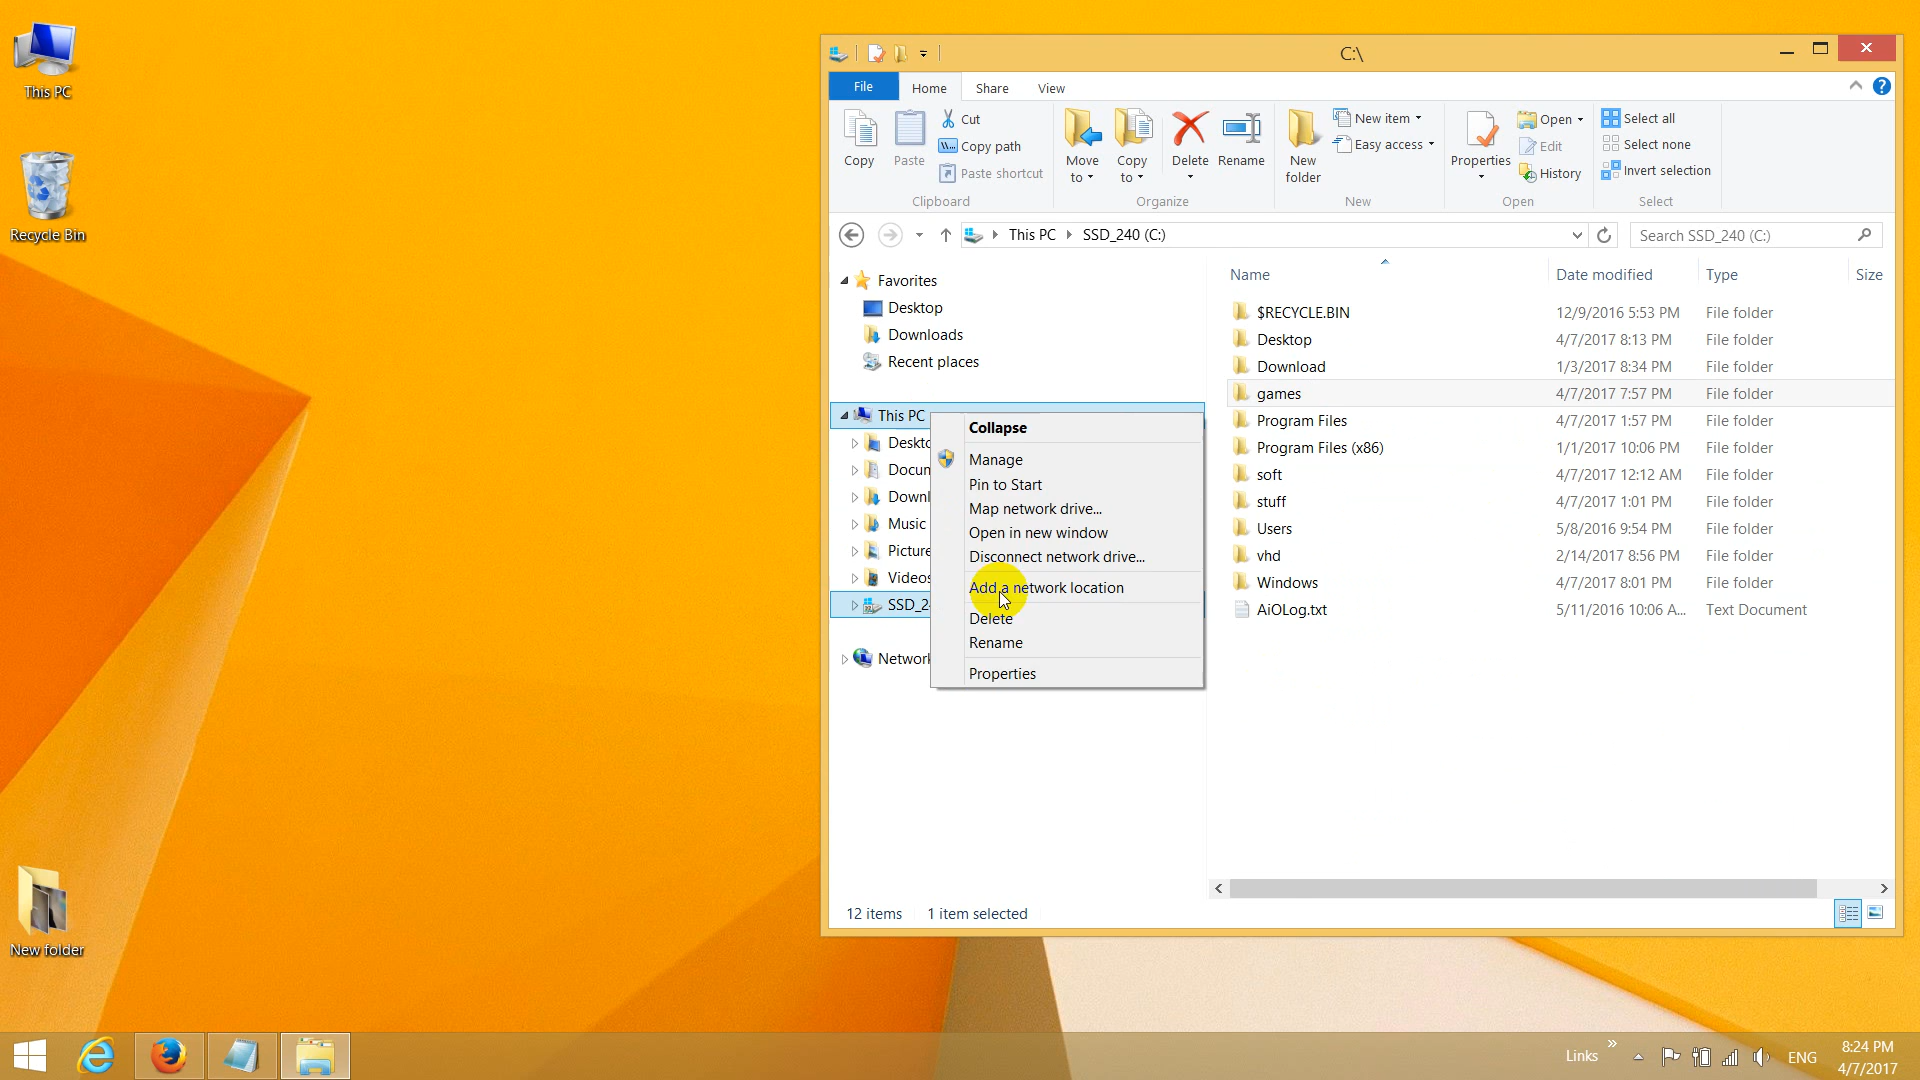 This PC
Recycle Bin
New folder
C:\
File
Home
Share
View
Copy
Paste
Cut
Copy path
Paste shortcut
Clipboard
Move to
Copy to
Delete
Rename
Organize
New folder
New item
Easy access
New
Properties
Open
Edit
History
Open
Select all
Select none
Invert selection
Select
This PC
SSD_240 (C:)
Search SSD_240 (C:)
Favorites
Desktop
Downloads
Recent places
This PC
Deskto
Docum
Downl
Music
Picture
Videos
SSD_24
Network
Collapse
Manage
Pin to Start
Map network drive...
Open in new window
Disconnect network drive...
Add a network location
Delete
Rename
Properties
Name Date modified Type Size
$RECYCLE.BIN 12/9/2016 5:53 PM File folder
Desktop 4/7/2017 8:13 PM File folder
Download 1/3/2017 8:34 PM File folder
games 4/7/2017 7:57 PM File folder
Program Files 4/7/2017 1:57 PM File folder
Program Files (x86) 1/1/2017 10:06 PM File folder
soft 4/7/2017 12:12 AM File folder
stuff 4/7/2017 1:01 PM File folder
Users 5/8/2016 9:54 PM File folder
vhd 2/14/2017 8:56 PM File folder
Windows 4/7/2017 8:01 PM File folder
AiOLog.txt 5/11/2016 10:06 A... Text Document
12 items 1 item selected
Links
ENG
8:24 PM
4/7/2017